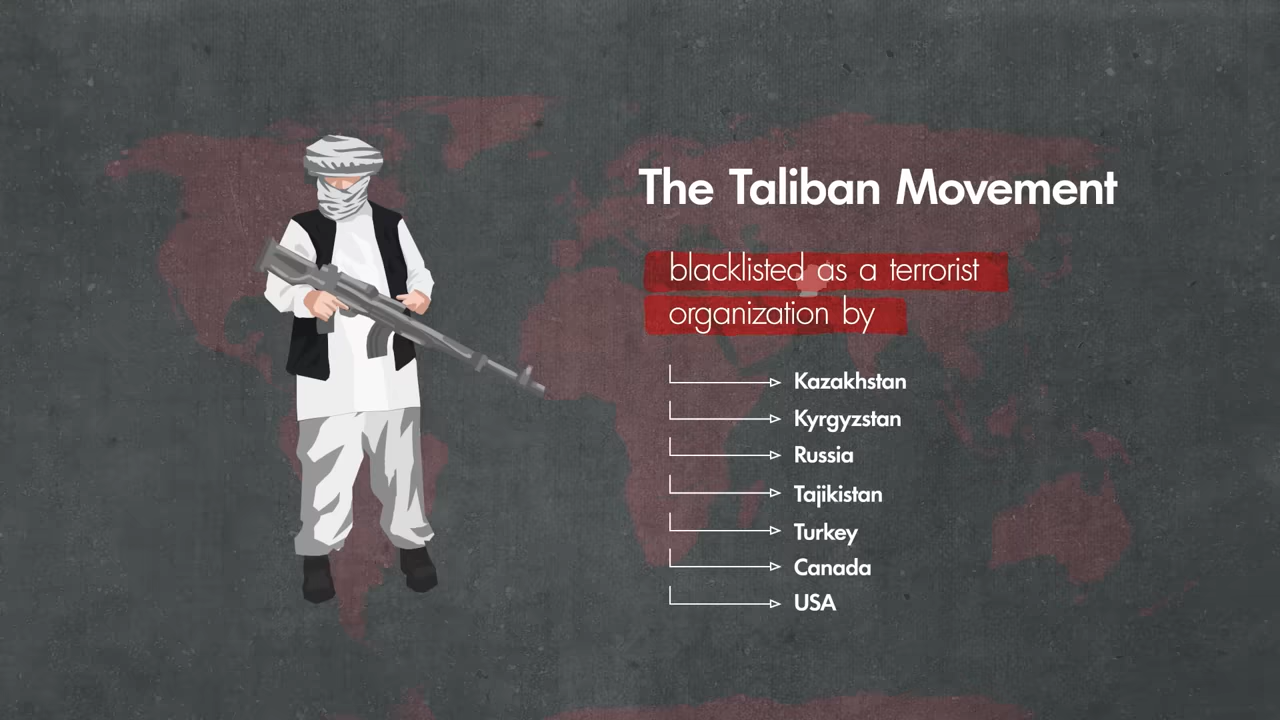 The Taliban Movement
blacklisted as a terrorist
organization by
Kazakhstan
Kyrgyzstan
Russia
Tajikistan
Turkey
Canada
USA